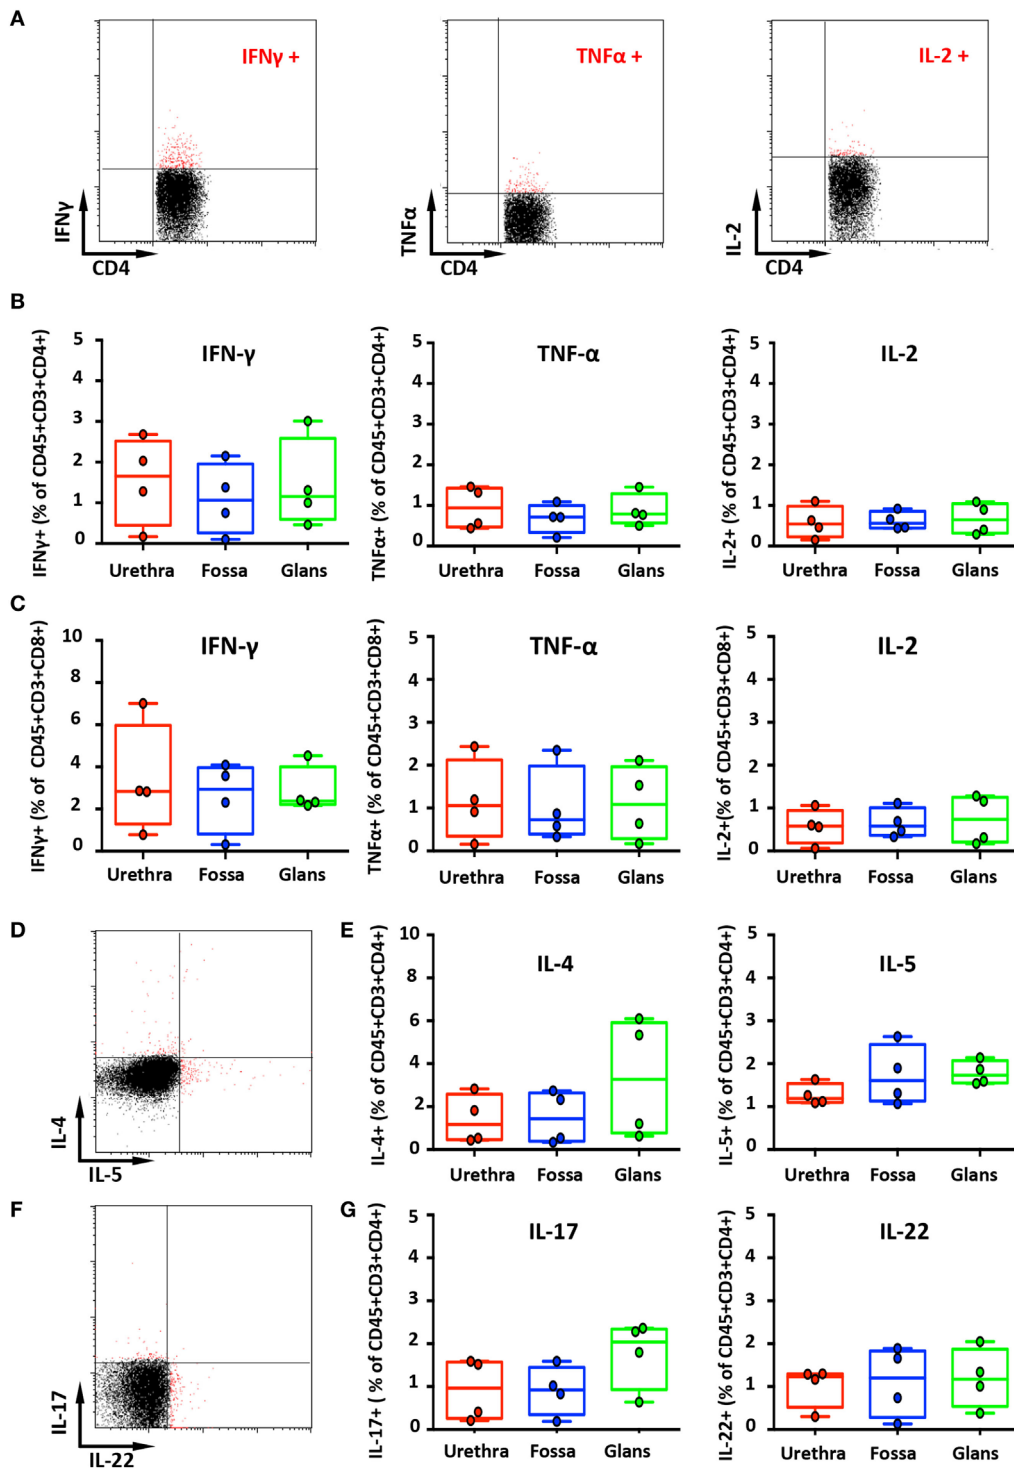 A
IFNγ +
TNFα +
IL-2 +
IFNγ
TNFα
IL-2
CD4
CD4
CD4
B
IFNγ+ (% of CD45+CD3+CD4+)
5
4
3
2
1
0
IFN-γ
Urethra Fossa Glans
TNFα+ (% of CD45+CD3+CD4+)
5
4
3
2
1
0
TNF-α
Urethra Fossa Glans
IL-2+ (% of CD45+CD3+CD4+)
5
4
3
2
1
0
IL-2
Urethra Fossa Glans
C
IFNγ+ (% of CD45+CD3+CD8+)
10
8
6
4
2
0
IFN-γ
Urethra Fossa Glans
TNFα+ (% of CD45+CD3+CD8+)
5
4
3
2
1
0
TNF-α
Urethra Fossa Glans
IL-2+(% of CD45+CD3+CD8+)
5
4
3
2
1
0
IL-2
Urethra Fossa Glans
D
IL-4
IL-5
E
IL-4+ (% of CD45+CD3+CD4+)
10
8
6
4
2
0
IL-4
Urethra Fossa Glans
IL-5+ (% of CD45+CD3+CD4+)
5
4
3
2
1
0
IL-5
Urethra Fossa Glans
F
IL-17
IL-22
G
IL-17+ ( % of CD45+CD3+CD4+)
5
4
3
2
1
0
IL-17
Urethra Fossa Glans
IL-22+ (% of CD45+CD3+CD4+)
5
4
3
2
1
0
IL-22
Urethra Fossa Glans